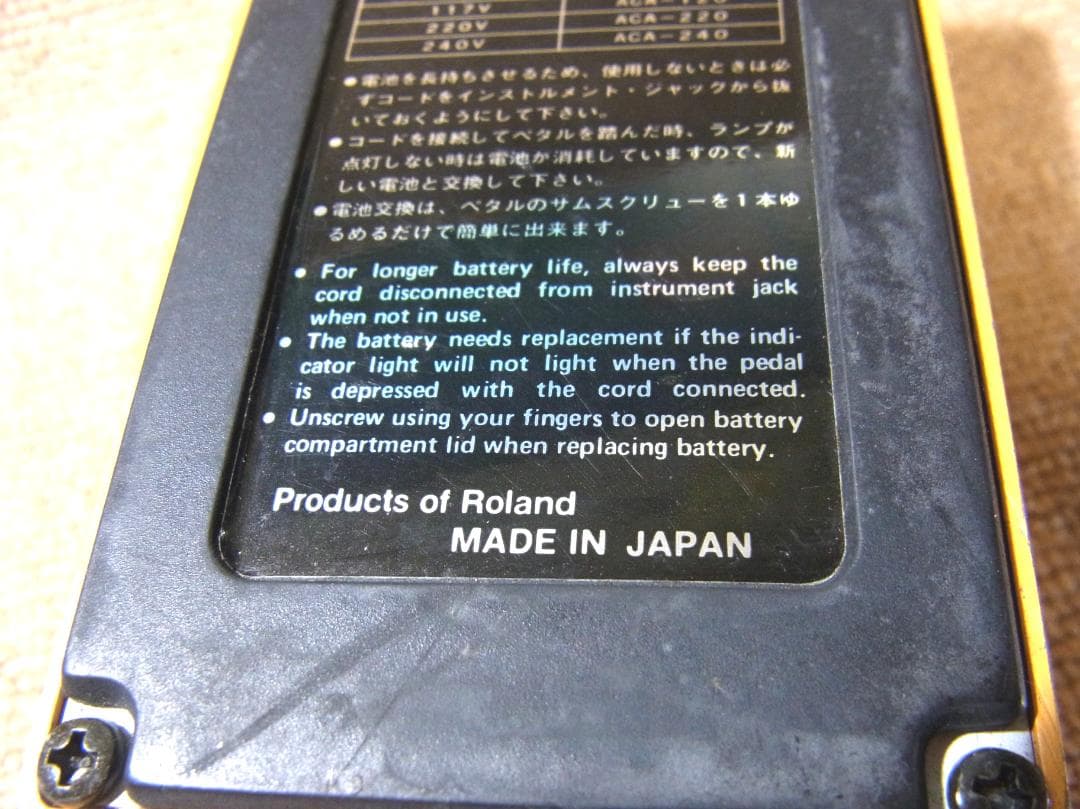 117V ACA-120
220V ACA-220
240V ACA-240
●電池を長持ちさせるため、使用しないときは必
ずコードをインストルメント・ジャックから抜
いておくようにして下さい。
●コードを接続してペタルを踏んだ時、ランプが
点灯しない時は電池が消耗していますので、新
しい電池と交換して下さい。
●電池交換は、ペタルのサムスクリューを1本ゆ
るめるだけで簡単に出来ます。
● For longer battery life, always keep the
cord disconnected from instrument jack
when not in use.
● The battery needs replacement if the indi-
cator light will not light when the pedal
is depressed with the cord connected.
● Unscrew using your fingers to open battery
compartment lid when replacing battery.
Products of Roland
MADE IN JAPAN